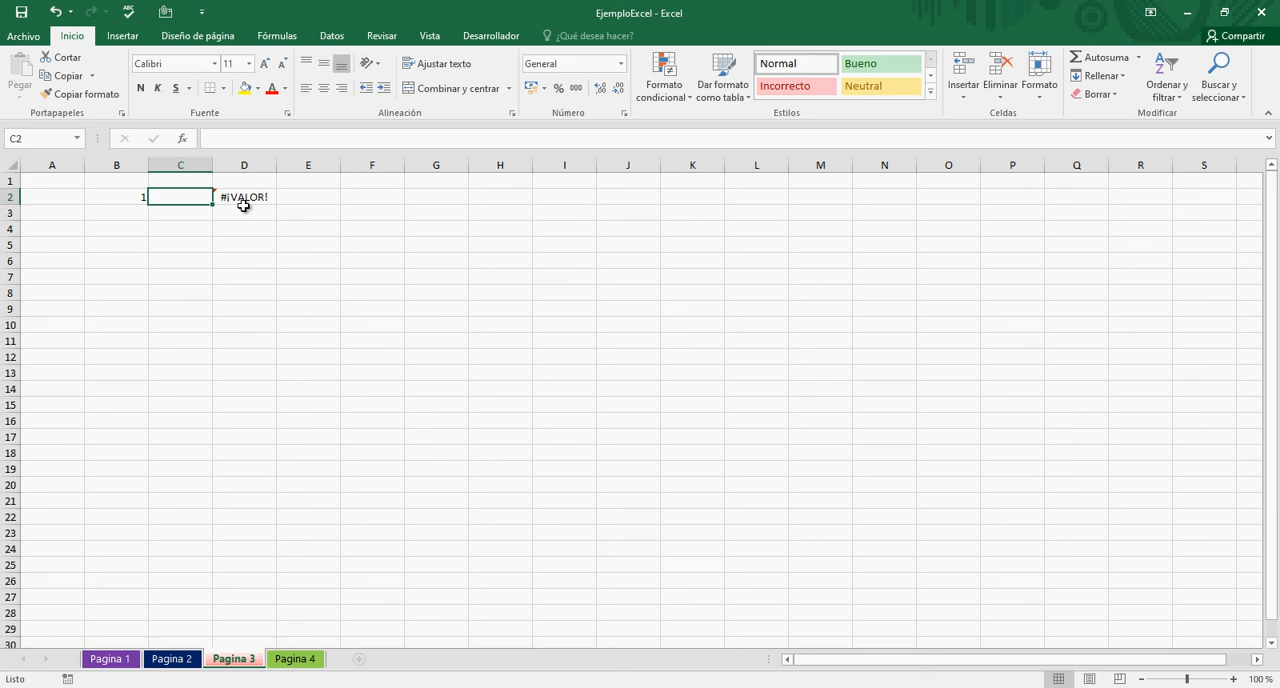 EjemploExcel - Excel
Archivo Inicio Insertar Diseño de página Fórmulas Datos Revisar Vista Desarrollador ¿Qué desea hacer? Compartir
Pegar
Cortar
Copiar
Copiar formato
Portapapeles
Calibri 11
N K S
Fuente
Ajustar texto
Combinar y centrar
Alineación
General
% 000
Número
Formato condicional
Dar formato como tabla
Normal Bueno
Incorrecto Neutral
Estilos
Insertar Eliminar Formato
Celdas
Autosuma
Rellenar
Borrar
Ordenar y filtrar
Buscar y seleccionar
Modificar
C2 fx
A B C D E F G H I J K L M N O P Q R S
1
2 1 #¡VALOR!
3
4
5
6
7
8
9
10
11
12
13
14
15
16
17
18
19
20
21
22
23
24
25
26
27
28
29
30
Pagina 1 Pagina 2 Pagina 3 Pagina 4
Listo 100 %